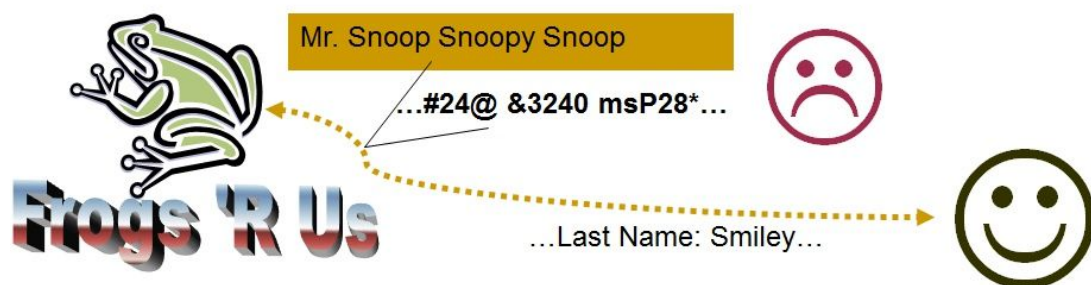 Mr. Snoop Snoopy Snoop
…#24@ &3240 msP28*…
Frogs 'R Us
…Last Name: Smiley…